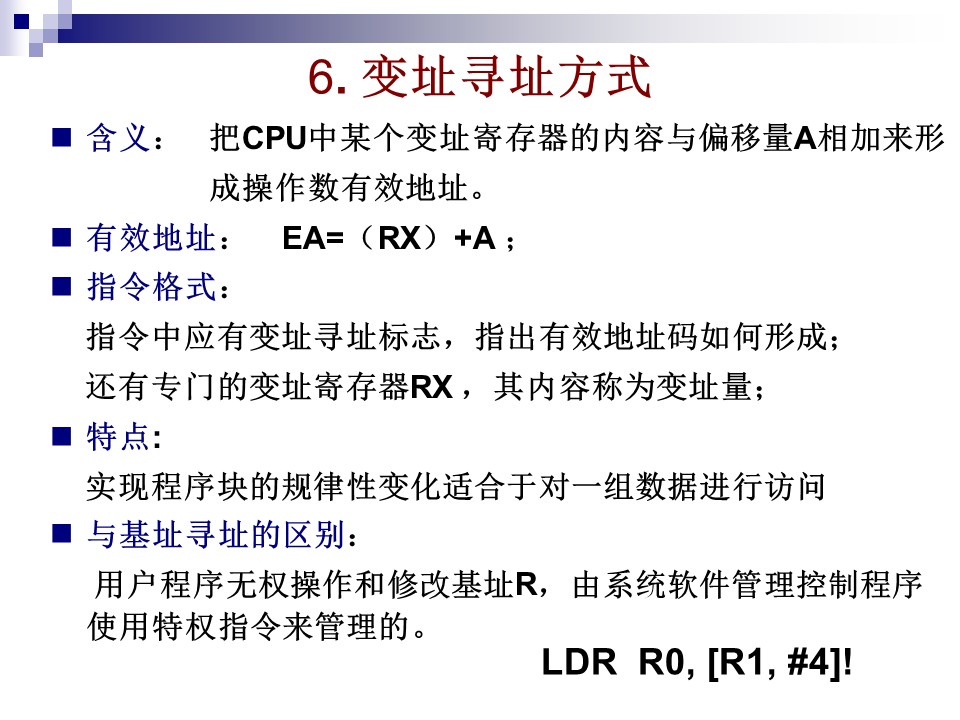 6. 变址寻址方式
含义： 把CPU中某个变址寄存器的内容与偏移量A相加来形
成操作数有效地址。
有效地址： EA=（RX）+A；
指令格式：
指令中应有变址寻址标志，指出有效地址码如何形成；
还有专门的变址寄存器RX，其内容称为变址量；
特点:
实现程序块的规律性变化适合于对一组数据进行访问
与基址寻址的区别：
用户程序无权操作和修改基址R，由系统软件管理控制程序
使用特权指令来管理的。
LDR R0, [R1, #4]!